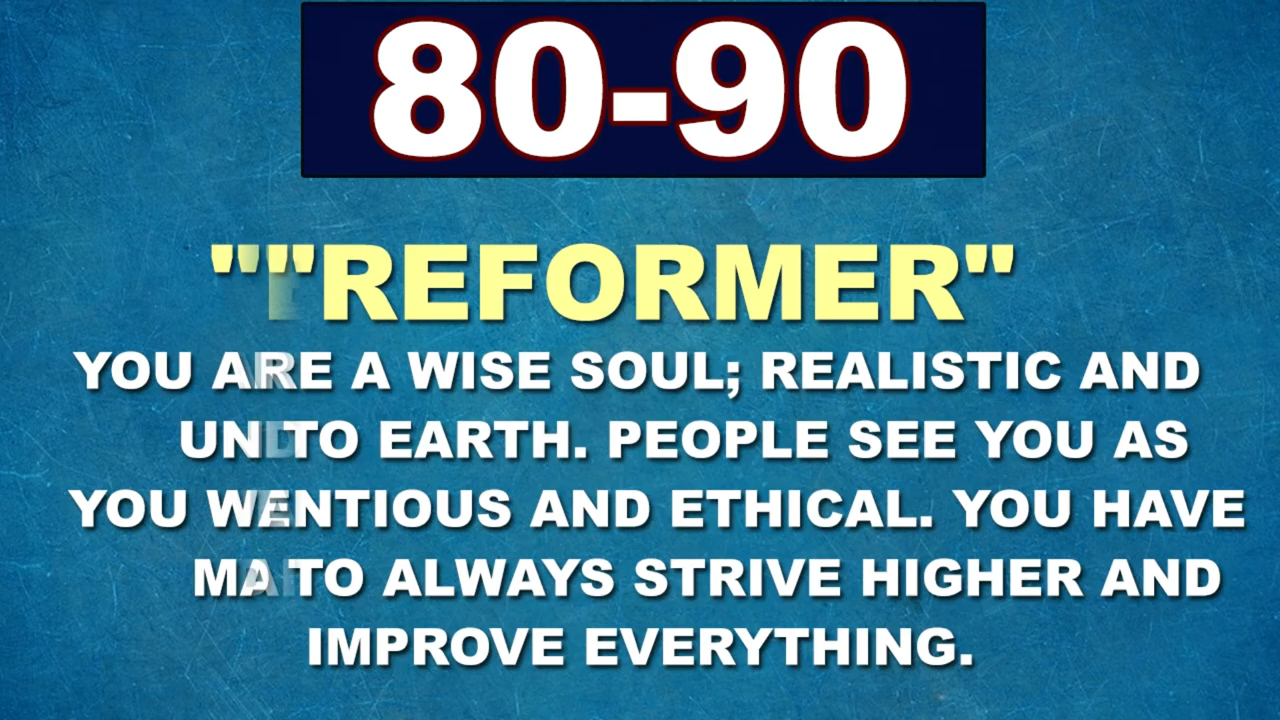 80-90
""REFORMER"
YOU ARE A WISE SOUL; REALISTIC AND
TO EARTH. PEOPLE SEE YOU AS
YOU AND ETHICAL. YOU HAVE
TO ALWAYS STRIVE HIGHER AND
IMPROVE EVERYTHING.